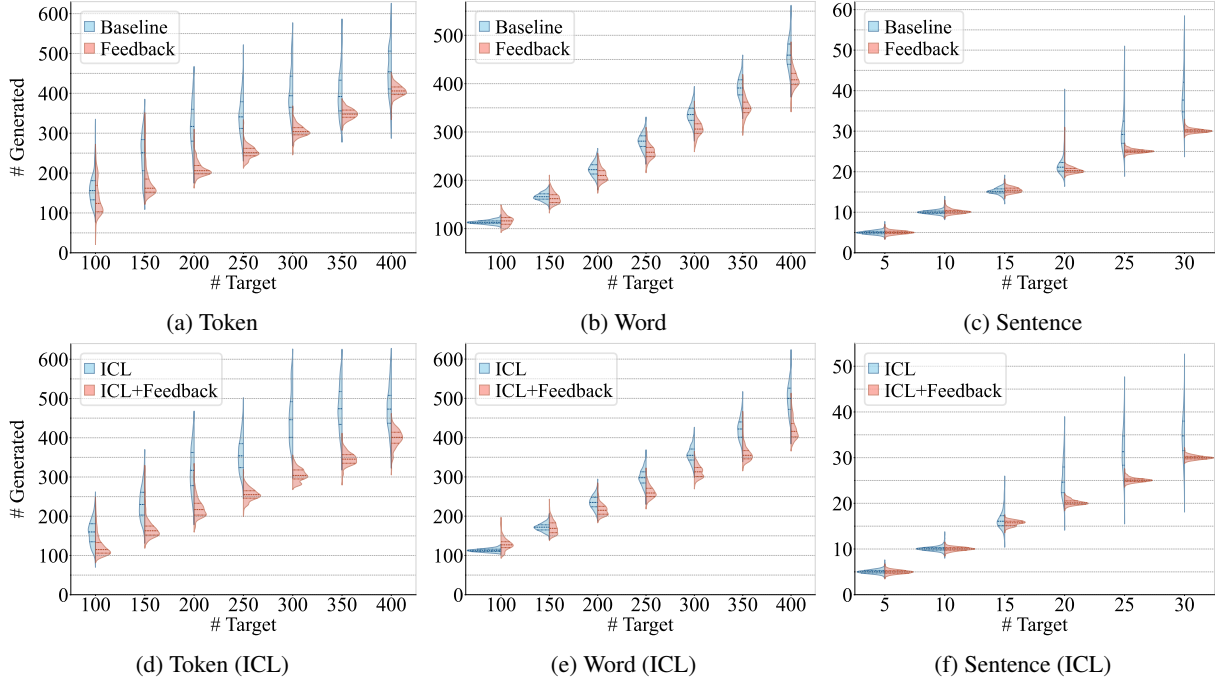 Baseline
Feedback
# Generated
600
500
400
300
200
100
0
100 150 200 250 300 350 400
# Target
(a) Token
Baseline
Feedback
500
400
300
200
100
100 150 200 250 300 350 400
# Target
(b) Word
Baseline
Feedback
60
50
40
30
20
10
0
5 10 15 20 25 30
# Target
(c) Sentence
ICL
ICL+Feedback
# Generated
600
500
400
300
200
100
0
100 150 200 250 300 350 400
# Target
(d) Token (ICL)
ICL
ICL+Feedback
600
500
400
300
200
100
0
100 150 200 250 300 350 400
# Target
(e) Word (ICL)
ICL
ICL+Feedback
50
40
30
20
10
0
5 10 15 20 25 30
# Target
(f) Sentence (ICL)